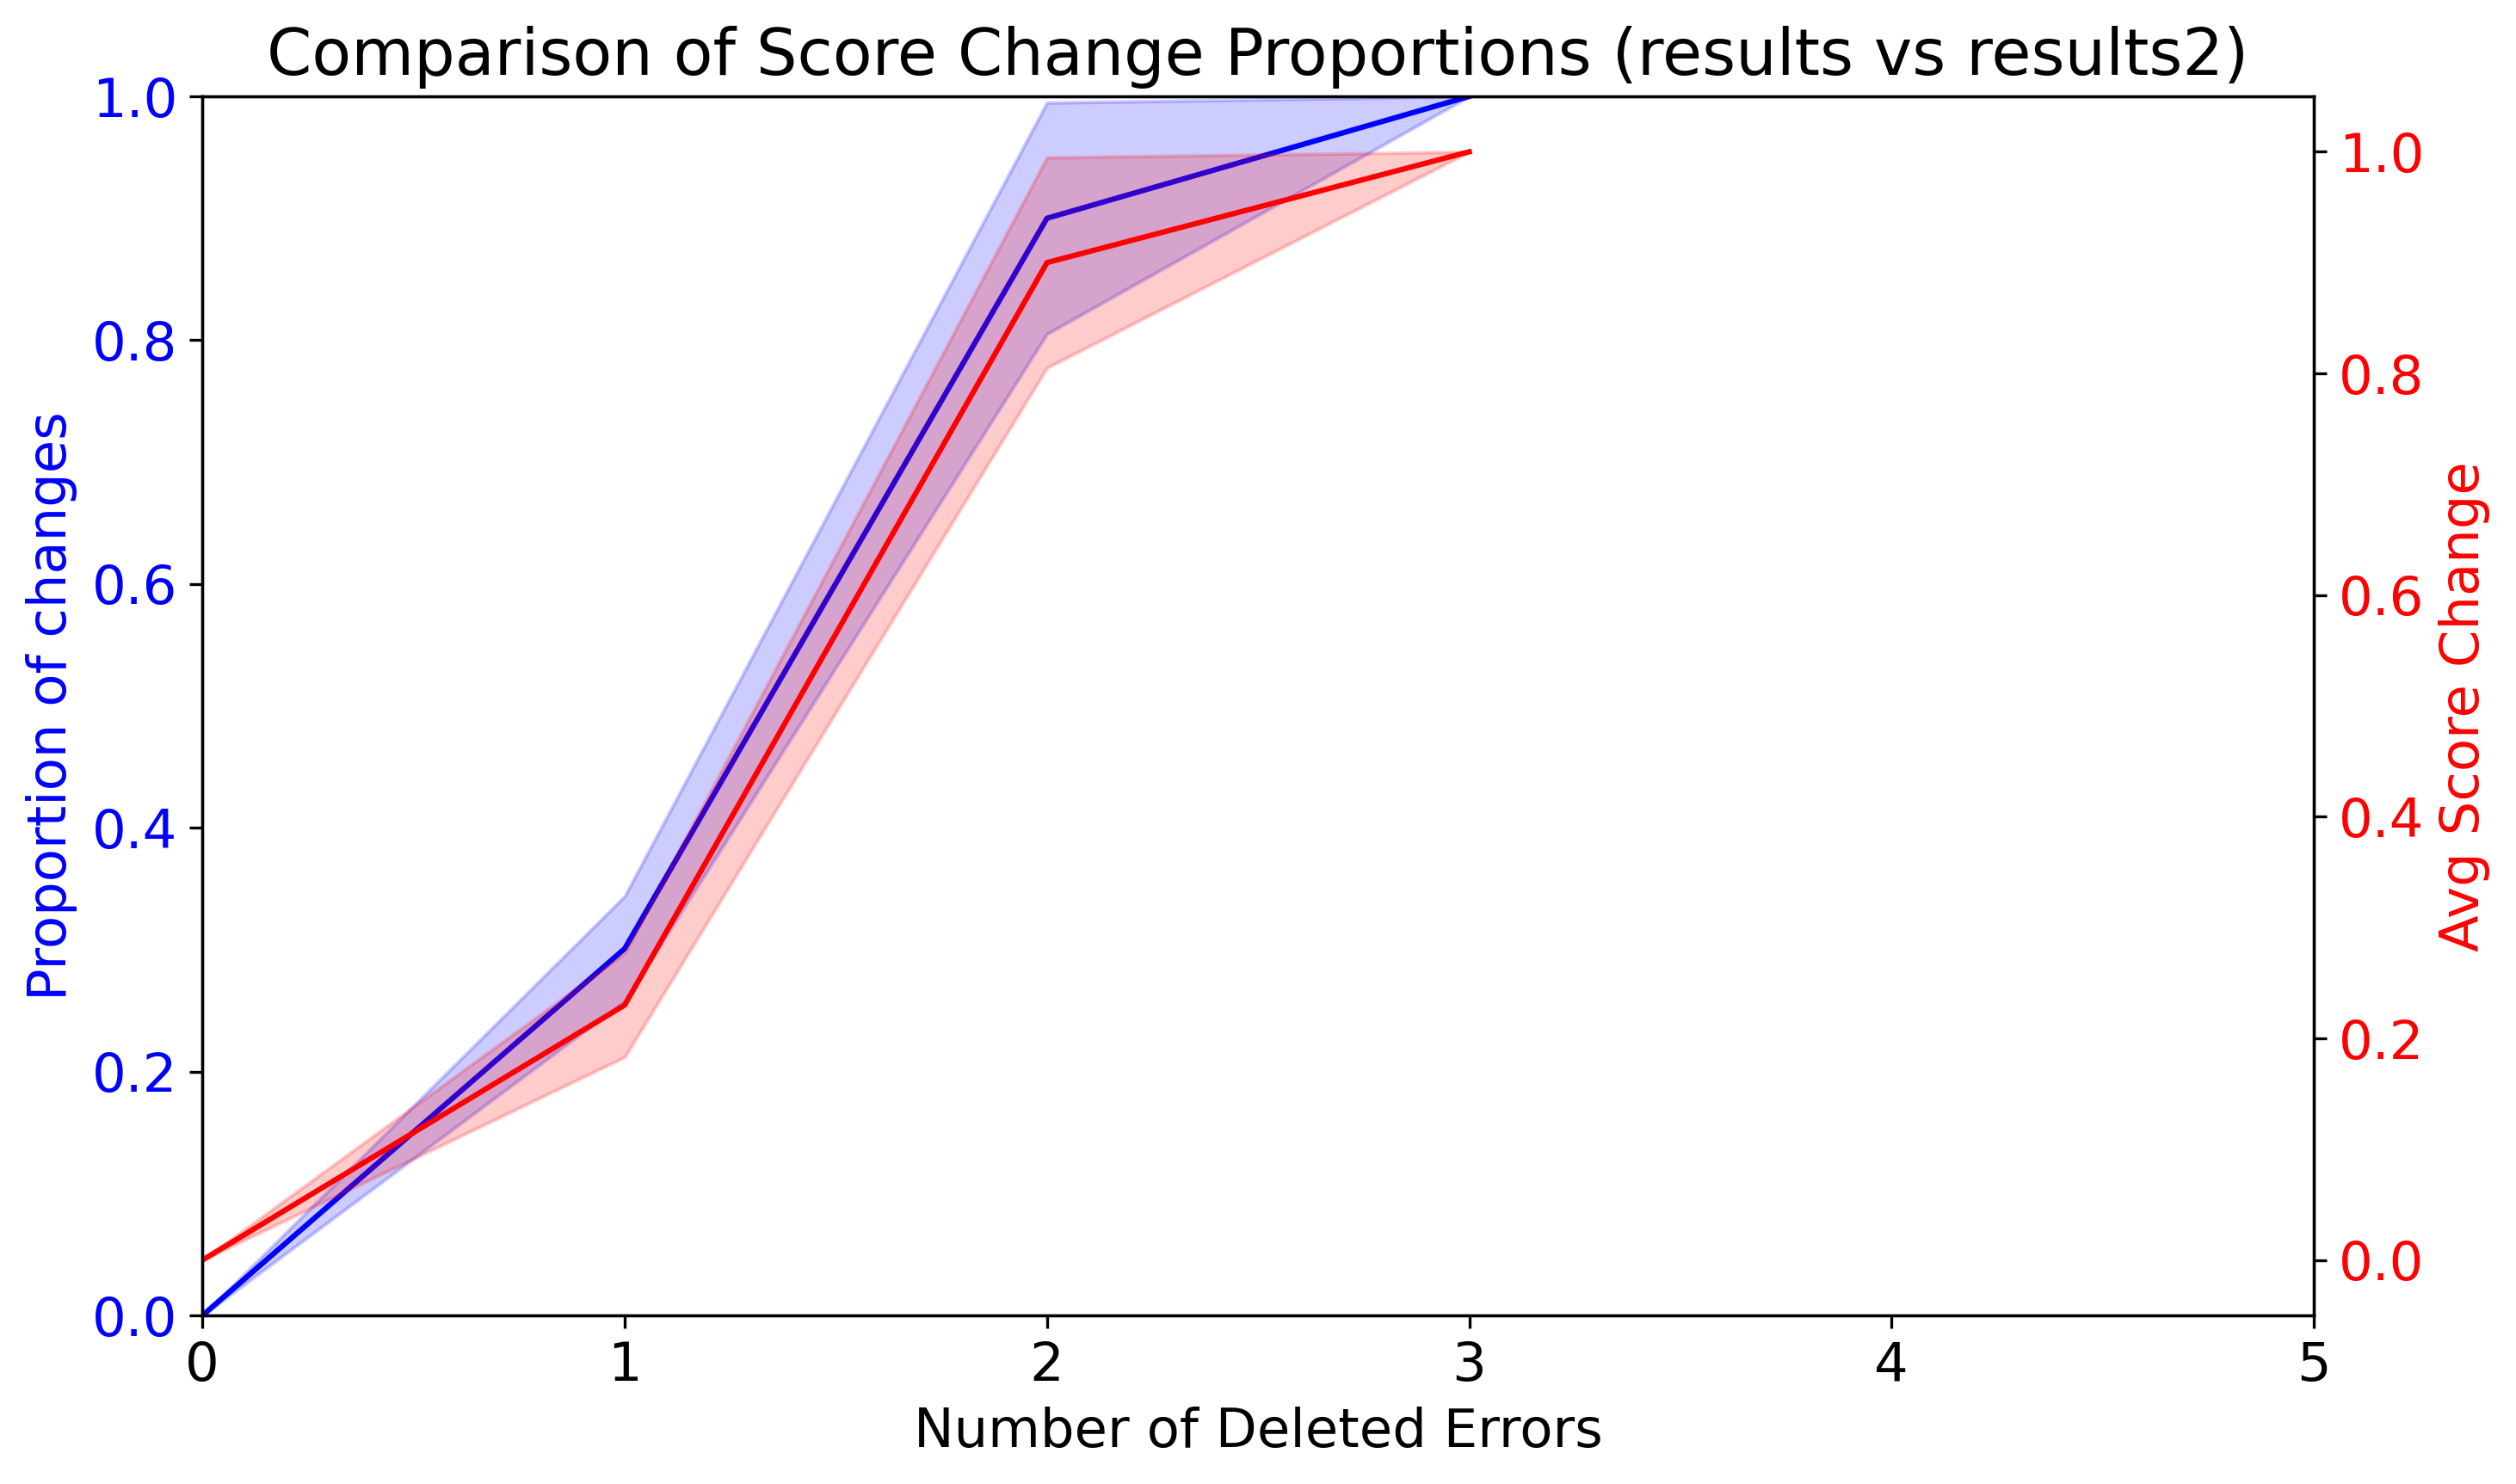 Comparison of Score Change Proportions (results vs results2)
1.0
0.8
0.6
0.4
0.2
0.0
Proportion of changes
1.0
0.8
0.6
0.4
0.2
0.0
Avg Score Change
0 1 2 3 4 5
Number of Deleted Errors